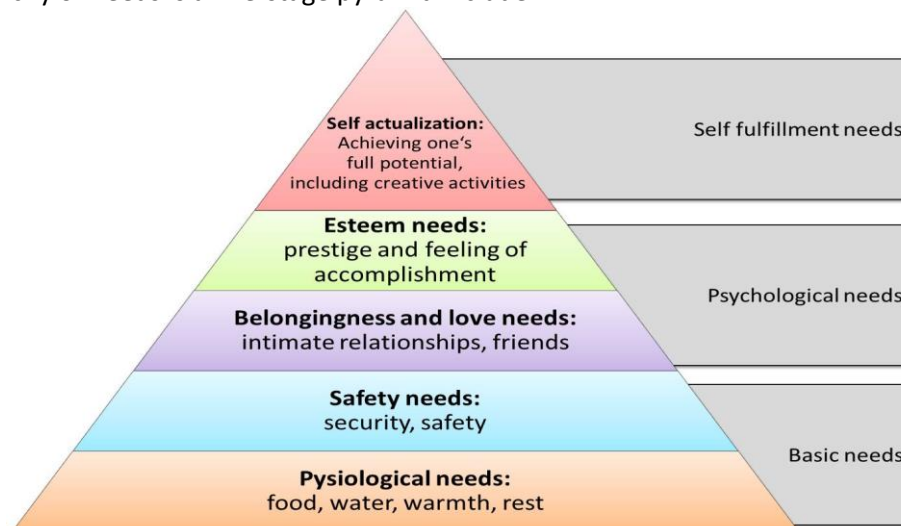 Self actualization:
Achieving one's
full potential,
including creative activities
Self fulfillment needs
Esteem needs:
prestige and feeling of
accomplishment
Psychological needs
Belongingness and love needs:
intimate relationships, friends
Safety needs:
security, safety
Basic needs
Pysiological needs:
food, water, warmth, rest